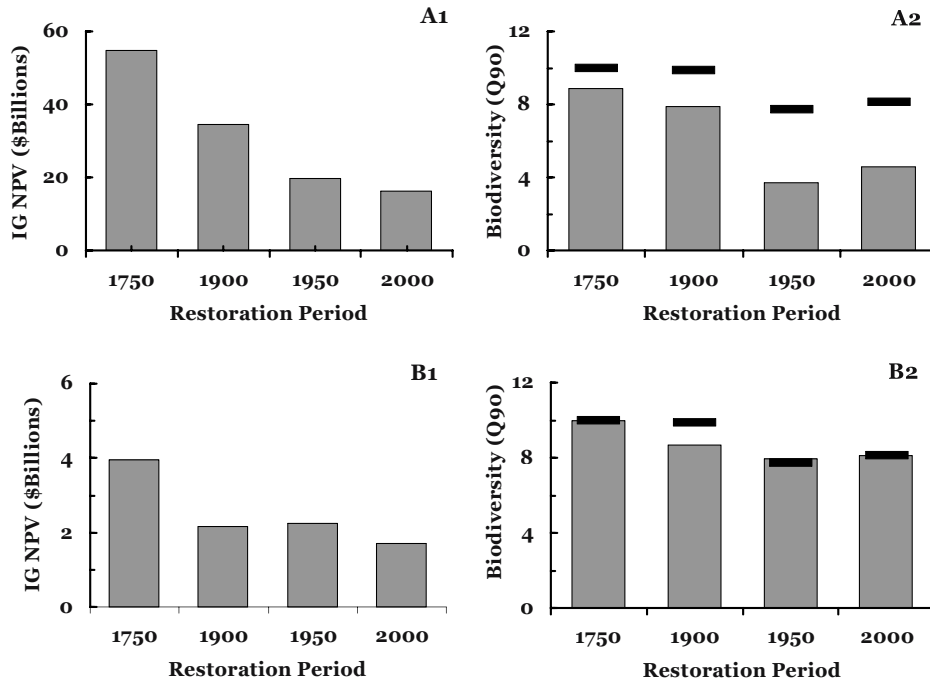 A1
IG NPV ($Billions)
60
40
20
0
1750 1900 1950 2000
Restoration Period
A2
Biodiversity (Q90)
12
8
4
0
1750 1900 1950 2000
Restoration Period
B1
IG NPV ($Billions)
6
4
2
0
1750 1900 1950 2000
Restoration Period
B2
Biodiversity (Q90)
12
8
4
0
1750 1900 1950 2000
Restoration Period